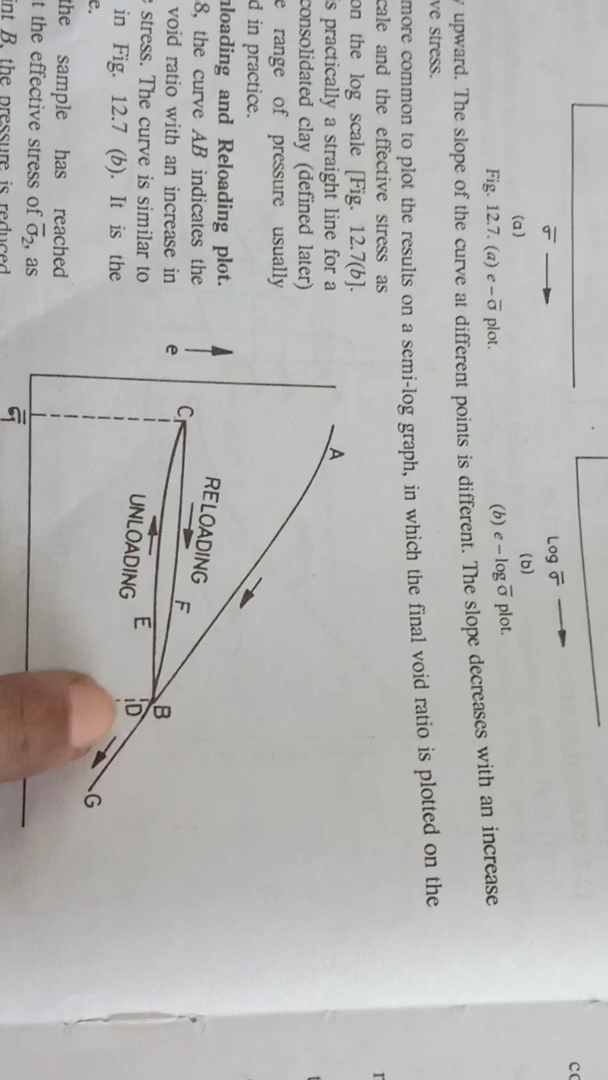 σ̅
Log σ̅
(a)
(b)
Fig. 12.7. (a) e – σ̅ plot.
(b) e – log σ̅ plot.
upward. The slope of the curve at different points is different. The slope decreases with an increase
stress.
more common to plot the results on a semi-log graph, in which the final void ratio is plotted on the
and the effective stress as
on the log scale [Fig. 12.7(b].
is practically a straight line for a
consolidated clay (defined later)
range of pressure usually
in practice.
and Reloading plot.
the curve AB indicates the
void ratio with an increase in
stress. The curve is similar to
in Fig. 12.7 (b). It is the
the sample has reached
the effective stress of σ̅2, as
B, the pressure is reduced
e
A
RELOADING
C
F
UNLOADING
E
B
D
G